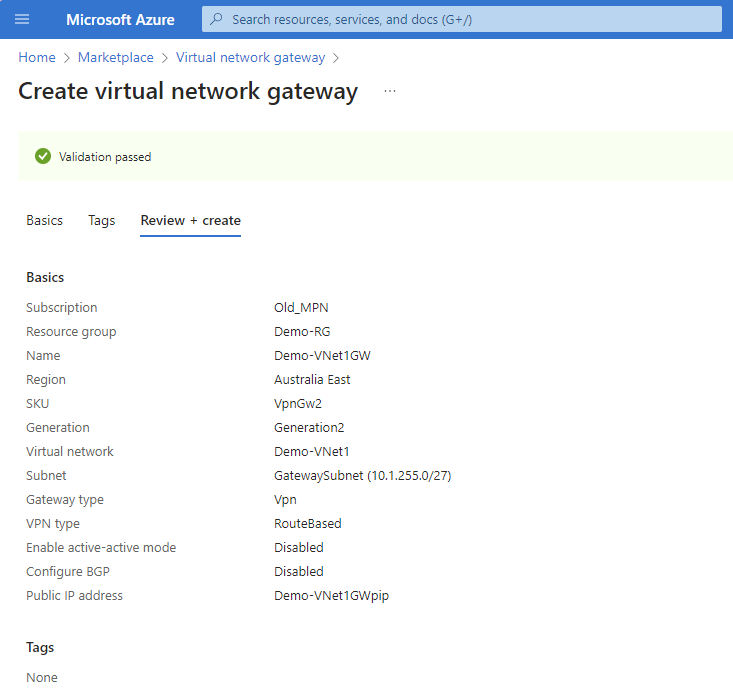 Microsoft Azure Search resources, services, and docs (G+/)
Home > Marketplace > Virtual network gateway >
Create virtual network gateway ...
Validation passed
Basics Tags Review + create
Basics
Subscription Old_MPN
Resource group Demo-RG
Name Demo-VNet1GW
Region Australia East
SKU VpnGw2
Generation Generation2
Virtual network Demo-VNet1
Subnet GatewaySubnet (10.1.255.0/27)
Gateway type Vpn
VPN type RouteBased
Enable active-active mode Disabled
Configure BGP Disabled
Public IP address Demo-VNet1GWpip
Tags
None